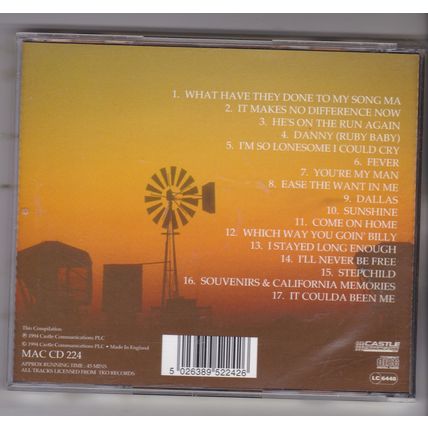 1. WHAT HAVE THEY DONE TO MY SONG MA
2. IT MAKES NO DIFFERENCE NOW
3. HE'S ON THE RUN AGAIN
4. DANNY (RUBY BABY)
5. I'M SO LONESOME I COULD CRY
6. FEVER
7. YOU'RE MY MAN
8. EASE THE WANT IN ME
9. DALLAS
10. SUNSHINE
11. COME ON HOME
12. WHICH WAY YOU GOIN' BILLY
13. I STAYED LONG ENOUGH
14. I'LL NEVER BE FREE
15. STEPCHILD
16. SOUVENIRS & CALIFORNIA MEMORIES
17. IT COULDA BEEN ME
This Compilation
℗ 1994 Castle Communications PLC
© 1994 Castle Communications PLC • Made in England
MAC CD 224
APPROX RUNNING TIME : 45 MINS
ALL TRACKS LICENSED FROM TKO RECORDS
5 026389 522426
CASTLE
LC 6448